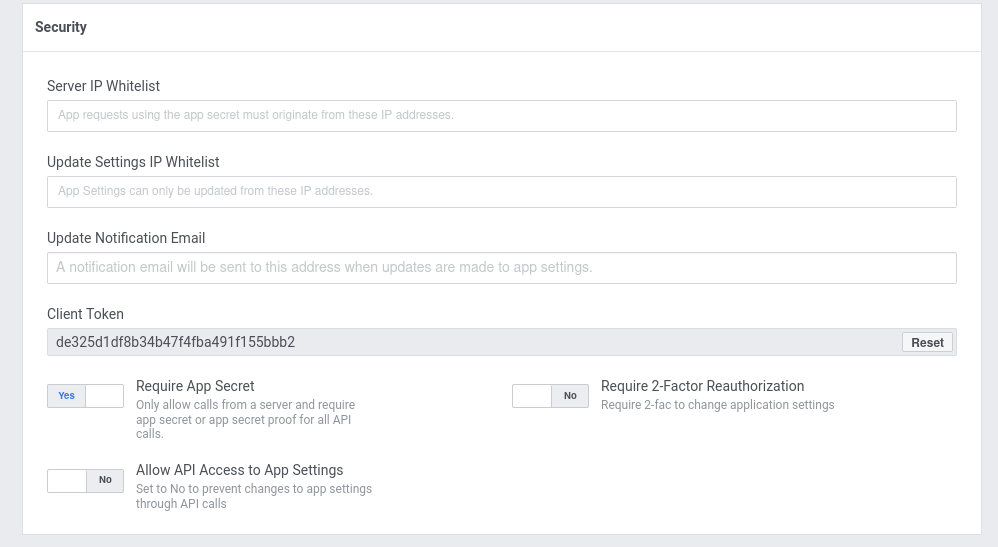 Security
Server IP Whitelist
App requests using the app secret must originate from these IP addresses.
Update Settings IP Whitelist
App Settings can only be updated from these IP addresses.
Update Notification Email
A notification email will be sent to this address when updates are made to app settings.
Client Token
de325d1df8b34b47f4fba491f155bbb2
Reset
Yes
Require App Secret
Only allow calls from a server and require
app secret or app secret proof for all API
calls.
No
Require 2-Factor Reauthorization
Require 2-fac to change application settings
No
Allow API Access to App Settings
Set to No to prevent changes to app settings
through API calls